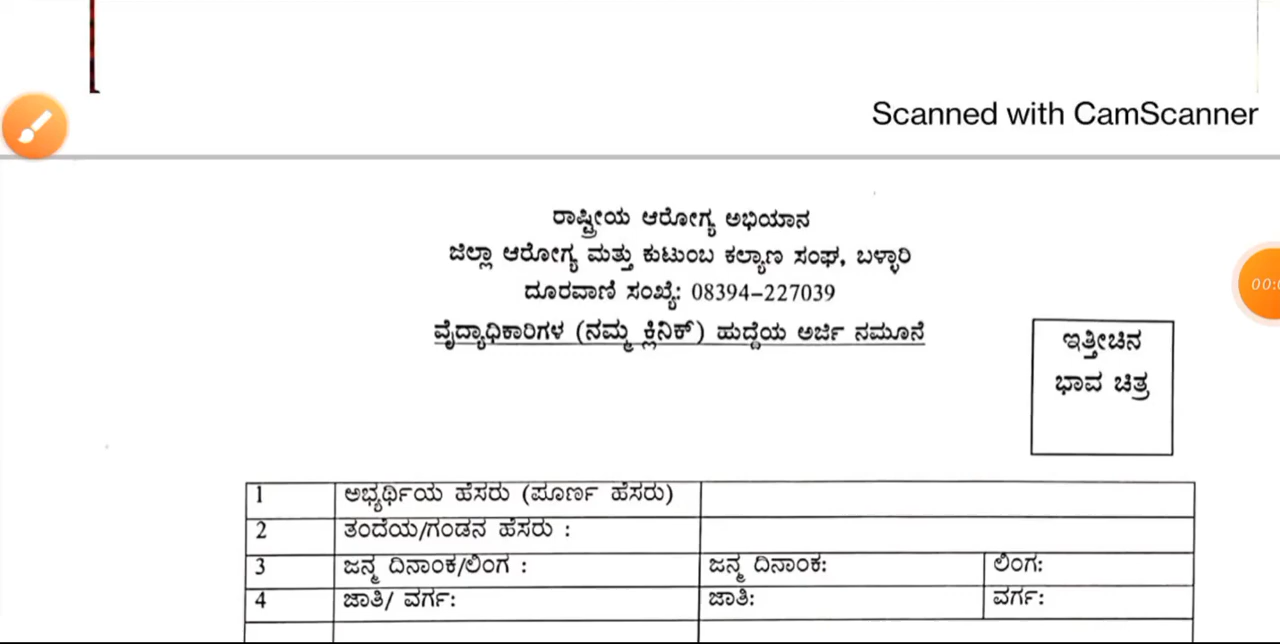 Scanned with CamScanner
ರಾಷ್ಟ್ರೀಯ ಆರೋಗ್ಯ ಅಭಿಯಾನ
ಜಿಲ್ಲಾ ಆರೋಗ್ಯ ಮತ್ತು ಕುಟುಂಬ ಕಲ್ಯಾಣ ಸಂಘ, ಬಳ್ಳಾರಿ
ದೂರವಾಣಿ ಸಂಖ್ಯೆ: 08394-227039
ವೈದ್ಯಾಧಿಕಾರಿಗಳ (ನಮ್ಮ ಕ್ಲಿನಿಕ್) ಹುದ್ದೆಯ ಅರ್ಜಿ ನಮೂನೆ
ಇತ್ತೀಚಿನ
ಭಾವ ಚಿತ್ರ
1 ಅಭ್ಯರ್ಥಿಯ ಹೆಸರು (ಪೂರ್ಣ ಹೆಸರು)
2 ತಂದೆಯ/ಗಂಡನ ಹೆಸರು :
3 ಜನ್ಮ ದಿನಾಂಕ/ಲಿಂಗ : ಜನ್ಮ ದಿನಾಂಕ: ಲಿಂಗ:
4 ಜಾತಿ/ ವರ್ಗ: ಜಾತಿ: ವರ್ಗ: